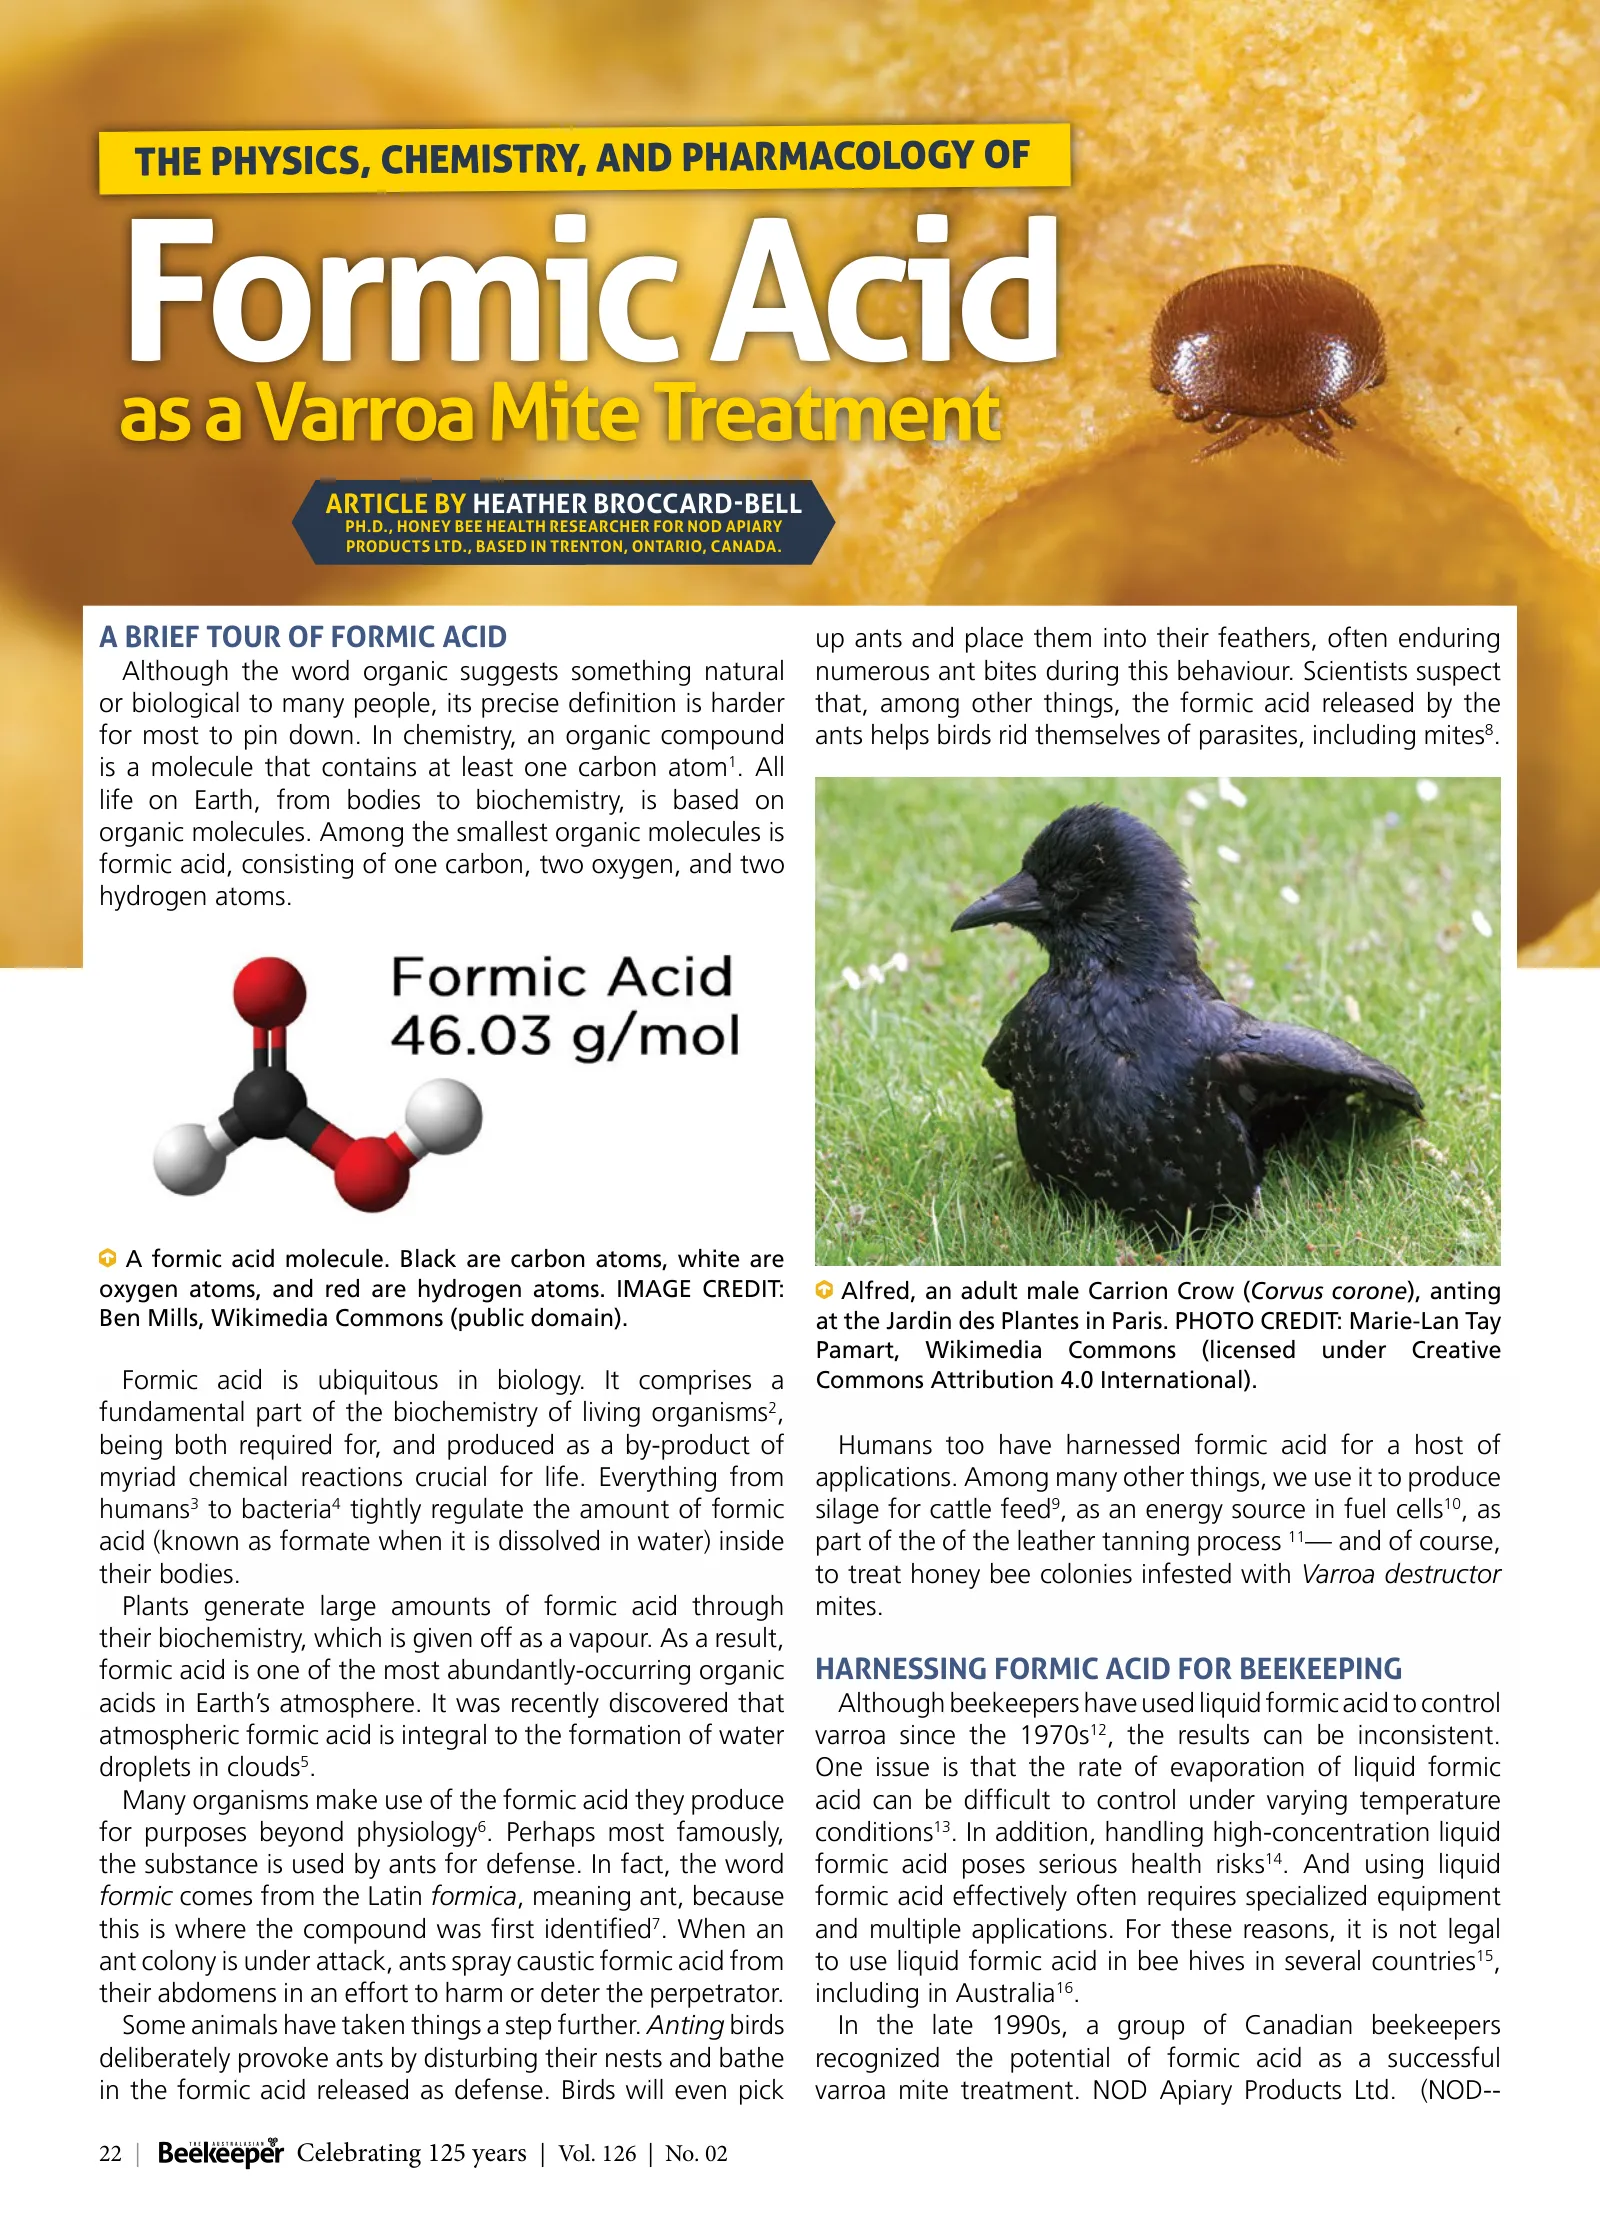 THE PHYSICS, CHEMISTRY, AND PHARMACOLOGY OF
Formic Acid
as a Varroa Mite Treatment
ARTICLE BY HEATHER BROCCARD-BELL
PH.D., HONEY BEE HEALTH RESEARCHER FOR NOD APIARY
PRODUCTS LTD., BASED IN TRENTON, ONTARIO, CANADA.
A BRIEF TOUR OF FORMIC ACID
Although the word organic suggests something natural
or biological to many people, its precise definition is harder
for most to pin down. In chemistry, an organic compound
is a molecule that contains at least one carbon atom¹. All
life on Earth, from bodies to biochemistry, is based on
organic molecules. Among the smallest organic molecules is
formic acid, consisting of one carbon, two oxygen, and two
hydrogen atoms.
Formic Acid
46.03 g/mol
A formic acid molecule. Black are carbon atoms, white are
oxygen atoms, and red are hydrogen atoms. IMAGE CREDIT:
Ben Mills, Wikimedia Commons (public domain).
Formic acid is ubiquitous in biology. It comprises a
fundamental part of the biochemistry of living organisms²,
being both required for, and produced as a by-product of
myriad chemical reactions crucial for life. Everything from
humans³ to bacteria⁴ tightly regulate the amount of formic
acid (known as formate when it is dissolved in water) inside
their bodies.
Plants generate large amounts of formic acid through
their biochemistry, which is given off as a vapour. As a result,
formic acid is one of the most abundantly-occurring organic
acids in Earth's atmosphere. It was recently discovered that
atmospheric formic acid is integral to the formation of water
droplets in clouds⁵.
Many organisms make use of the formic acid they produce
for purposes beyond physiology⁶. Perhaps most famously,
the substance is used by ants for defense. In fact, the word
formic comes from the Latin formica, meaning ant, because
this is where the compound was first identified⁷. When an
ant colony is under attack, ants spray caustic formic acid from
their abdomens in an effort to harm or deter the perpetrator.
Some animals have taken things a step further. Anting birds
deliberately provoke ants by disturbing their nests and bathe
in the formic acid released as defense. Birds will even pick
up ants and place them into their feathers, often enduring
numerous ant bites during this behaviour. Scientists suspect
that, among other things, the formic acid released by the
ants helps birds rid themselves of parasites, including mites⁸.
Alfred, an adult male Carrion Crow (Corvus corone), anting
at the Jardin des Plantes in Paris. PHOTO CREDIT: Marie-Lan Tay
Pamart, Wikimedia Commons (licensed under Creative
Commons Attribution 4.0 International).
Humans too have harnessed formic acid for a host of
applications. Among many other things, we use it to produce
silage for cattle feed⁹, as an energy source in fuel cells¹⁰, as
part of the of the leather tanning process ¹¹— and of course,
to treat honey bee colonies infested with Varroa destructor
mites.
HARNESSING FORMIC ACID FOR BEEKEEPING
Although beekeepers have used liquid formic acid to control
varroa since the 1970s¹², the results can be inconsistent.
One issue is that the rate of evaporation of liquid formic
acid can be difficult to control under varying temperature
conditions¹³. In addition, handling high-concentration liquid
formic acid poses serious health risks¹⁴. And using liquid
formic acid effectively often requires specialized equipment
and multiple applications. For these reasons, it is not legal
to use liquid formic acid in bee hives in several countries¹⁵,
including in Australia¹⁶.
In the late 1990s, a group of Canadian beekeepers
recognized the potential of formic acid as a successful
varroa mite treatment. NOD Apiary Products Ltd. (NOD--
22 | THE AUSTRALASIAN Beekeeper Celebrating 125 years | Vol. 126 | No. 02